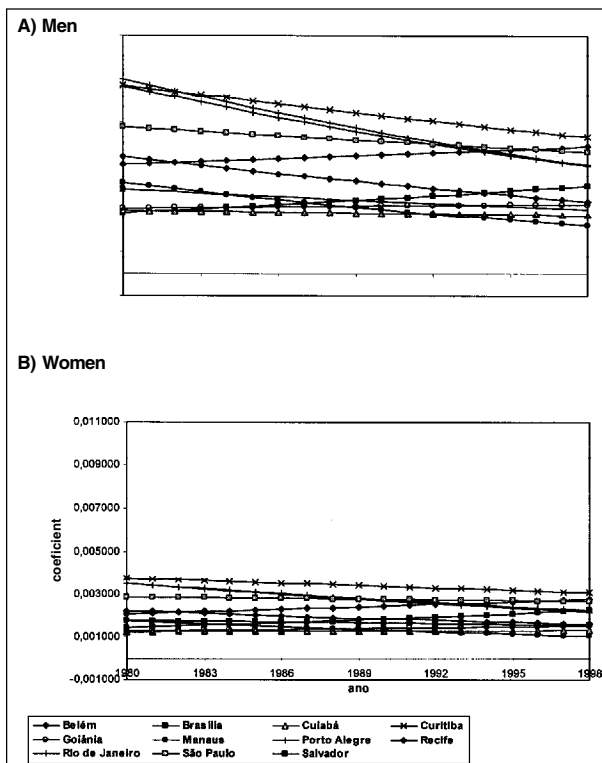 A) Men
B) Women
0,011000
0,009000
0,007000
0,005000
0,003000
0,001000
-0,001000
coeficient
1980 1983 1986 1989 1992 1995 1998
ano
Belém Brasília Cuiabá Curitiba
Goiânia Manaus Porto Alegre Recife
Rio de Janeiro São Paulo Salvador